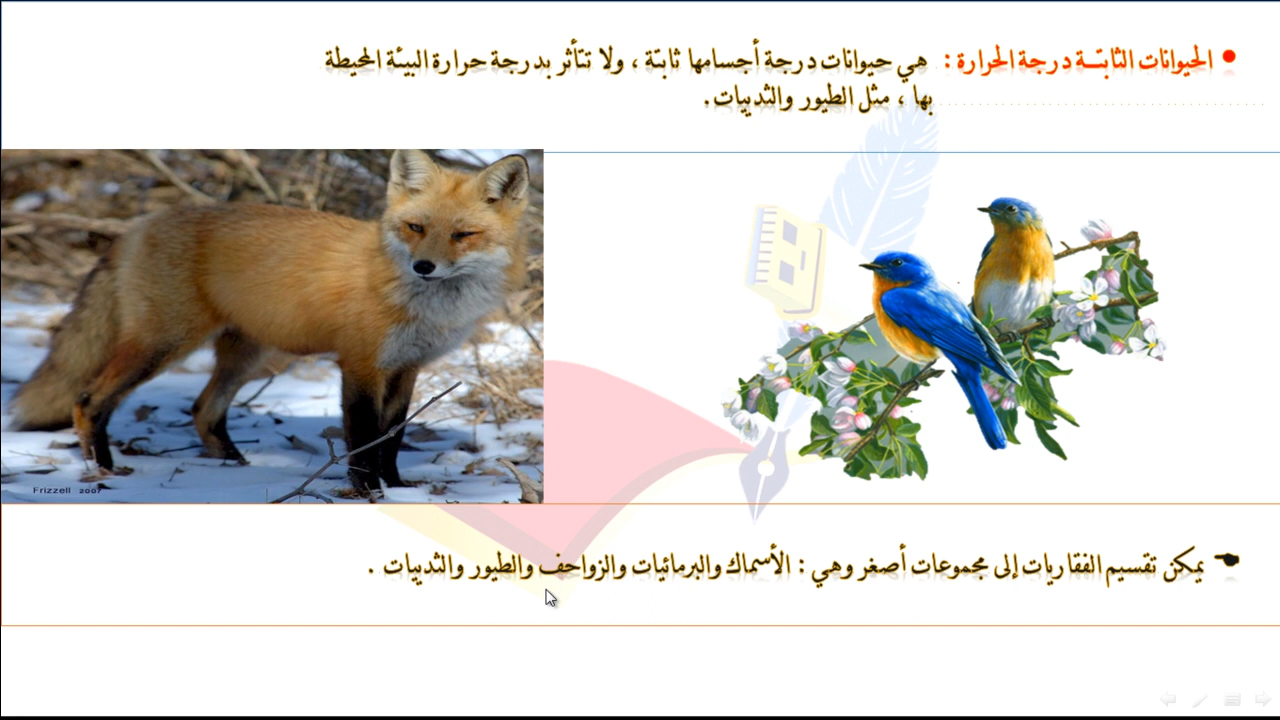 الحيوانات الثابتة درجة الحرارة : هي حيوانات درجة أجسامها ثابتة ، ولا تتأثر بدرجة حرارة البيئة المحيطة
بها ، مثل الطيور والثدييات .
Frizzell 2007
يمكن تقسيم الفقاريات إلى مجموعات أصغر وهي : الأسماك والبرمائيات والزواحف والطيور والثدييات .